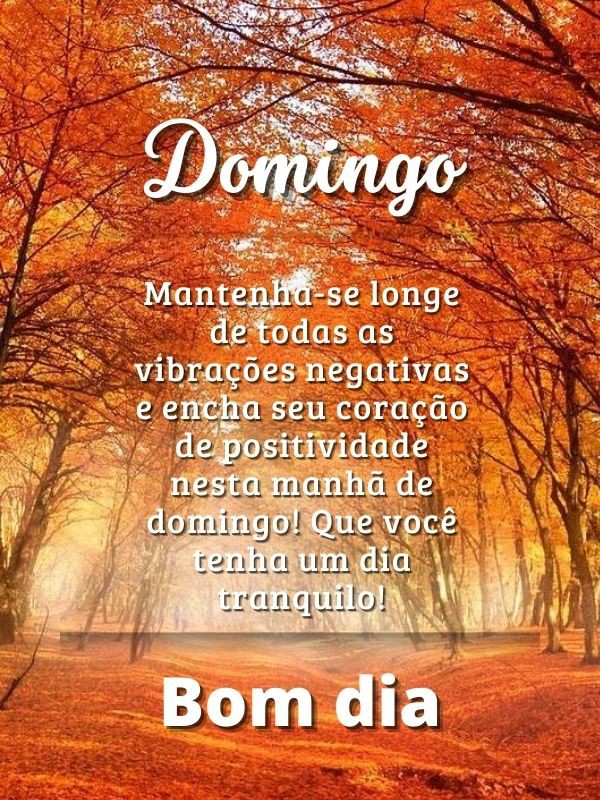 Domingo
Mantenha-se longe
de todas as
vibrações negativas
e encha seu coração
de positividade
nesta manhã de
domingo! Que você
tenha um dia
tranquilo!
Bom dia